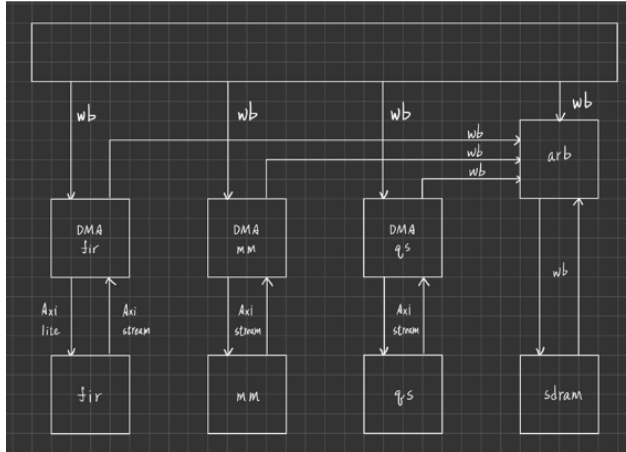 wb
wb
wb
wb
wb
wb
wb
arb
DMA
fir
DMA
mm
DMA
qs
wb
Axi
lite
Axi
stream
Axi
stream
Axi
stream
fir
mm
qs
sdram